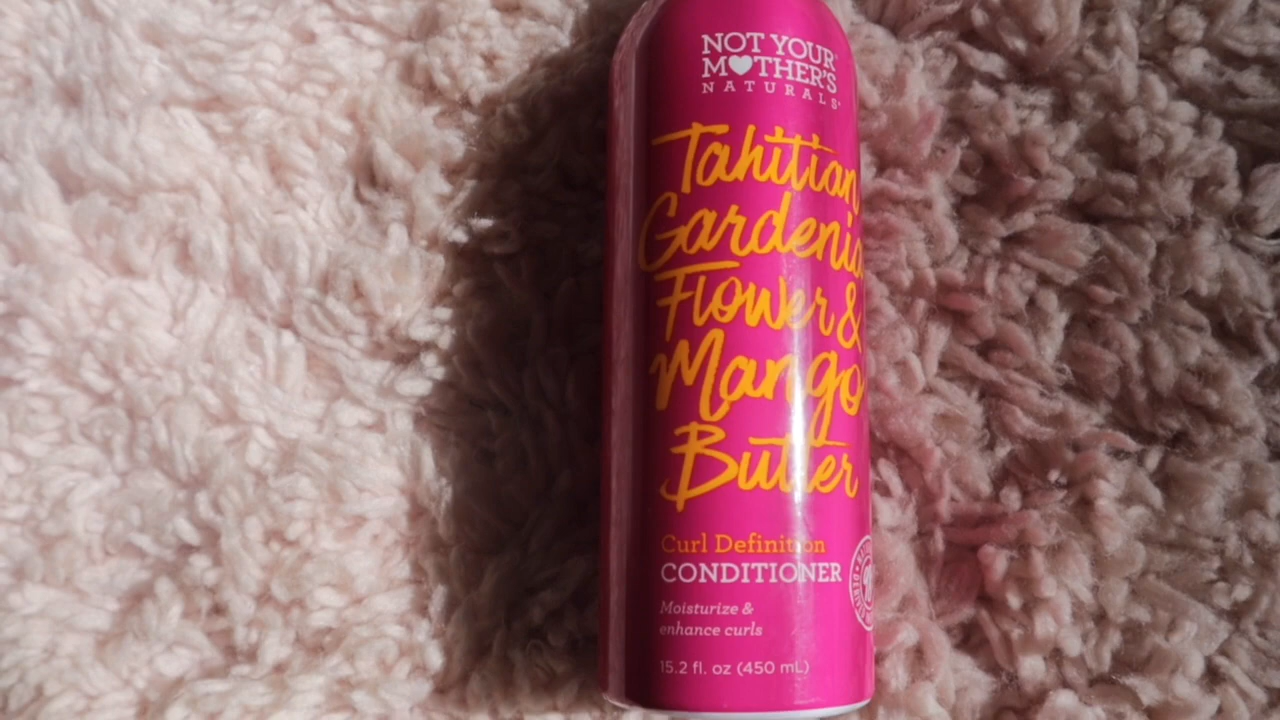 NOT YOUR
MOTHER'S
NATURALS
Tahitian
Gardenia
Flower &
Mango
Butter
Curl Definition
CONDITIONER
Moisturize &
enhance curls
15.2 fl. oz (450 mL)